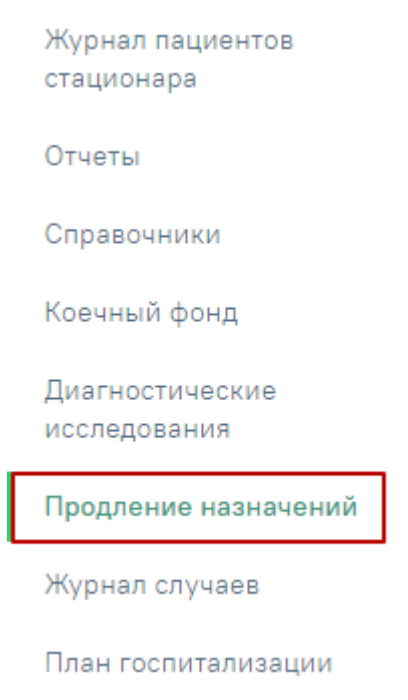 Журнал пациентов
стационара
Отчеты
Справочники
Коечный фонд
Диагностические
исследования
Продление назначений
Журнал случаев
План госпитализации